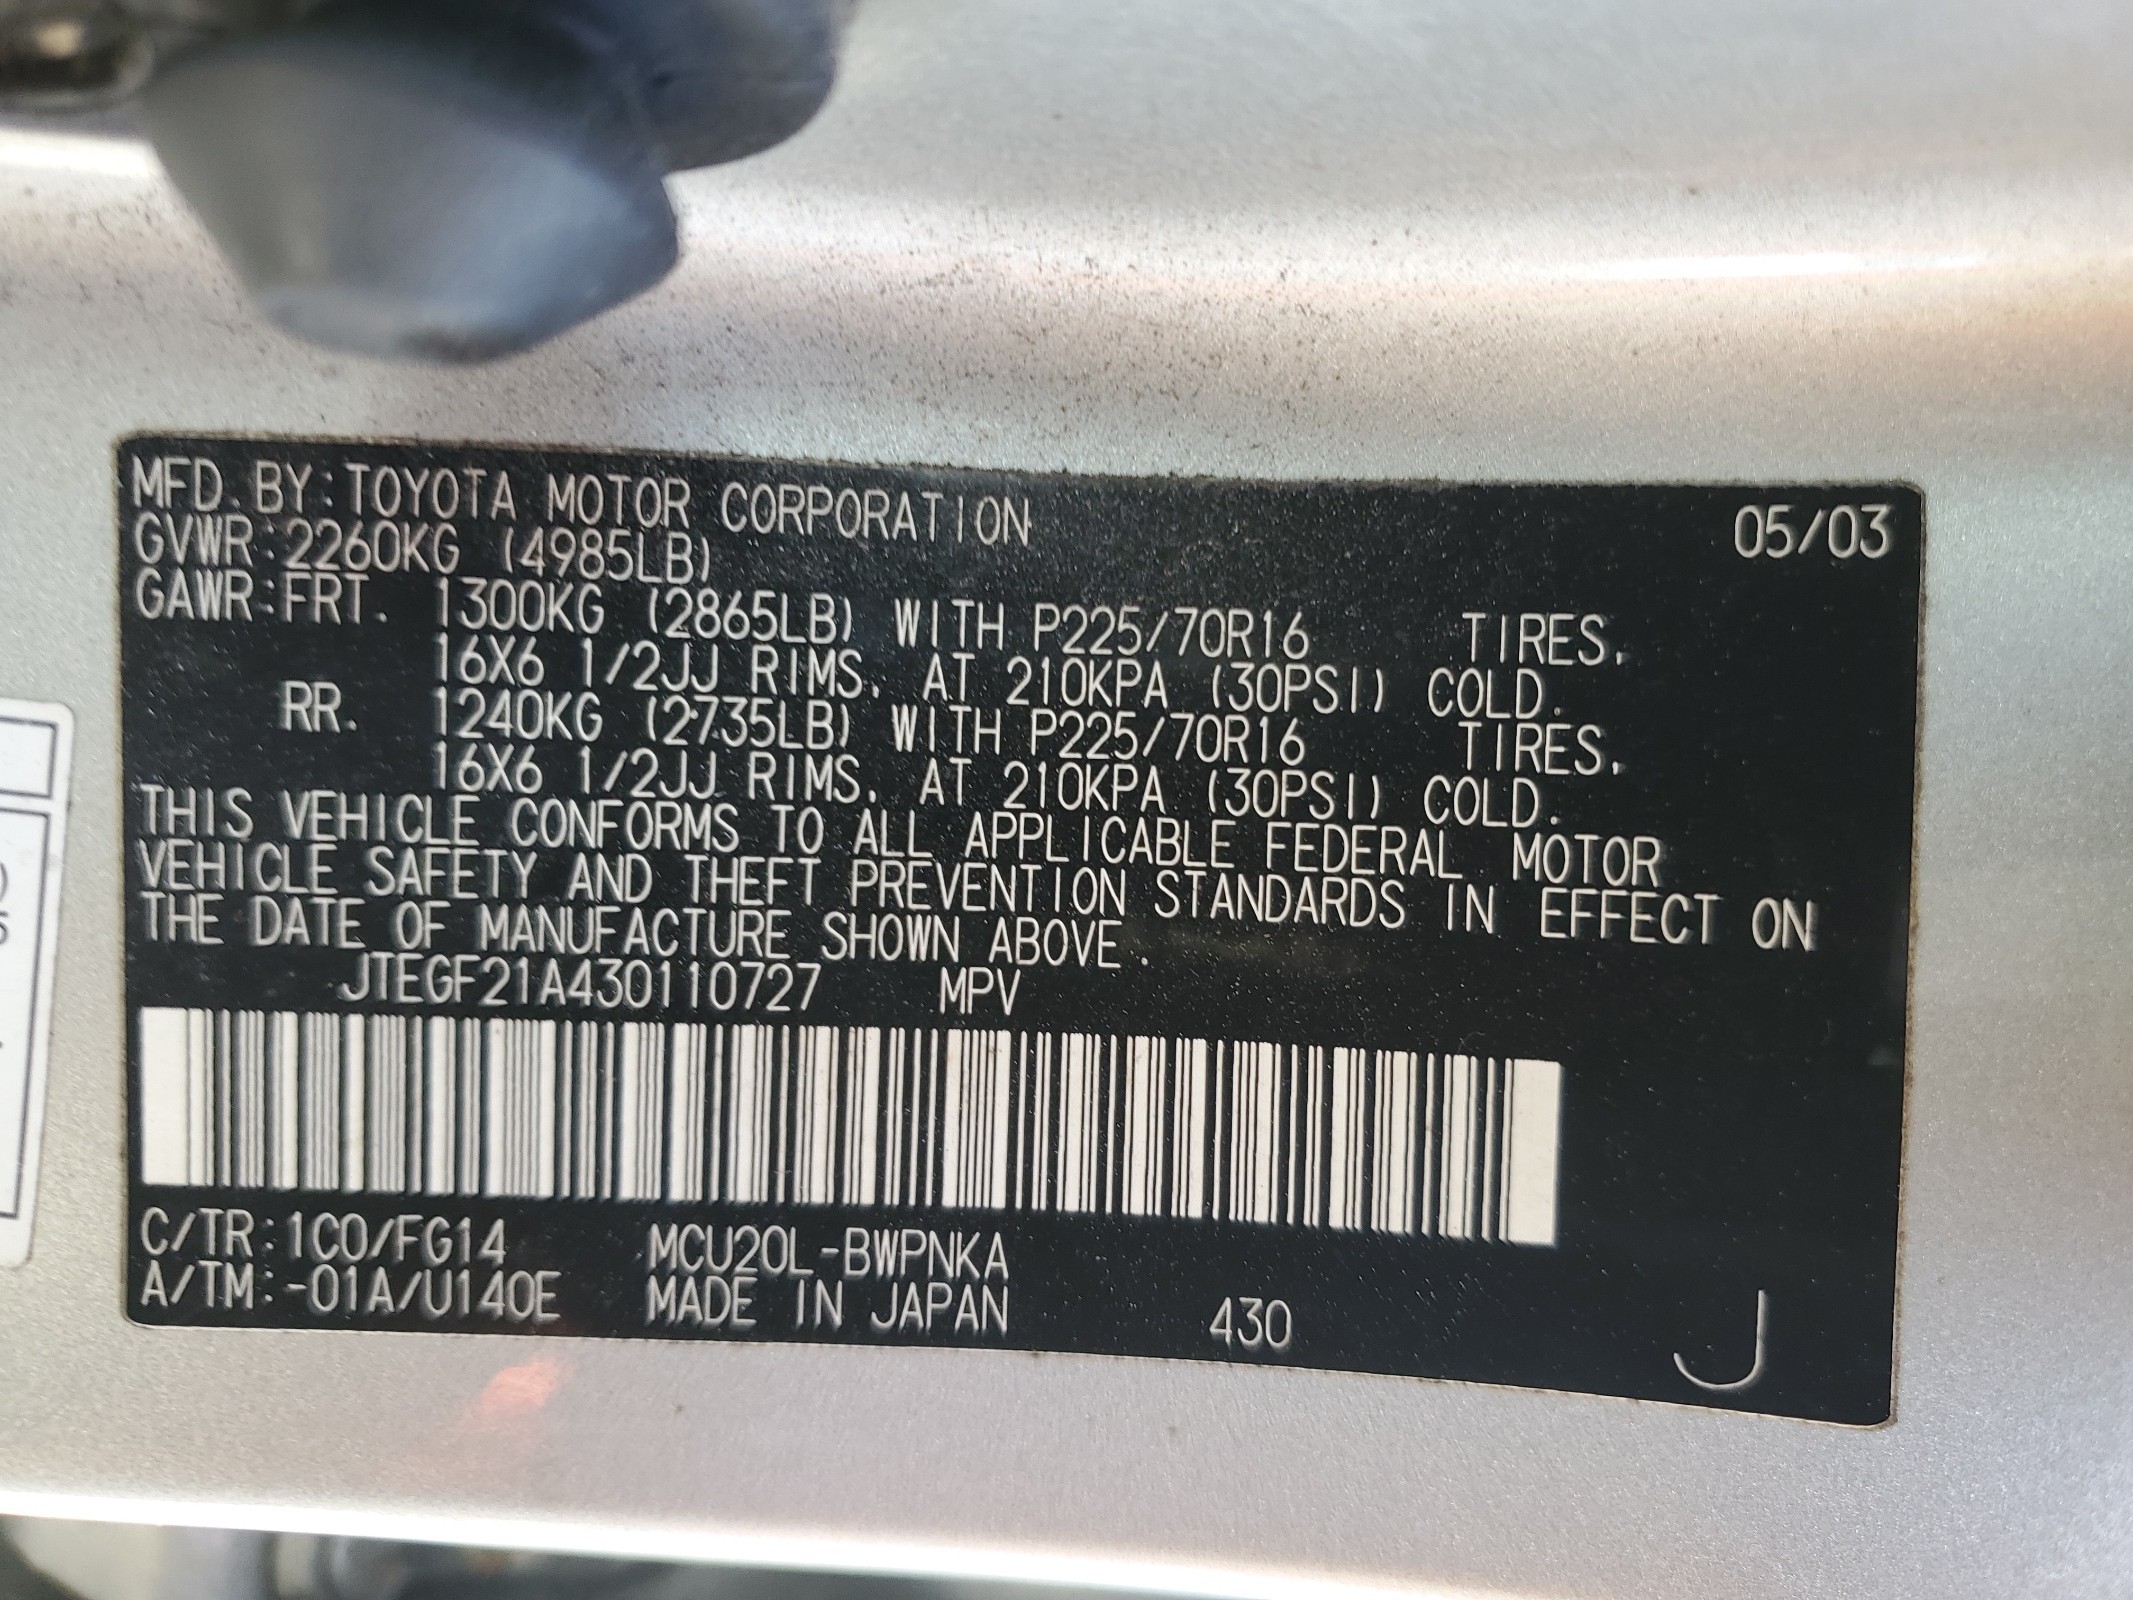 MFD. BY: TOYOTA MOTOR CORPORATION 05/03
GVWR: 2260KG (4985LB)
GAWR: FRT. 1300KG (2865LB) WITH P225/70R16 TIRES,
16X6 1/2JJ RIMS, AT 210KPA (30PSI) COLD.
RR. 1240KG (2735LB) WITH P225/70R16 TIRES,
16X6 1/2JJ RIMS, AT 210KPA (30PSI) COLD.
THIS VEHICLE CONFORMS TO ALL APPLICABLE FEDERAL MOTOR
VEHICLE SAFETY AND THEFT PREVENTION STANDARDS IN EFFECT ON
THE DATE OF MANUFACTURE SHOWN ABOVE.
JTEGF21A430110727 MPV
C/TR: 1C0/FG14 MCU20L-BWPNKA
A/TM: -01A/U140E MADE IN JAPAN 430 J